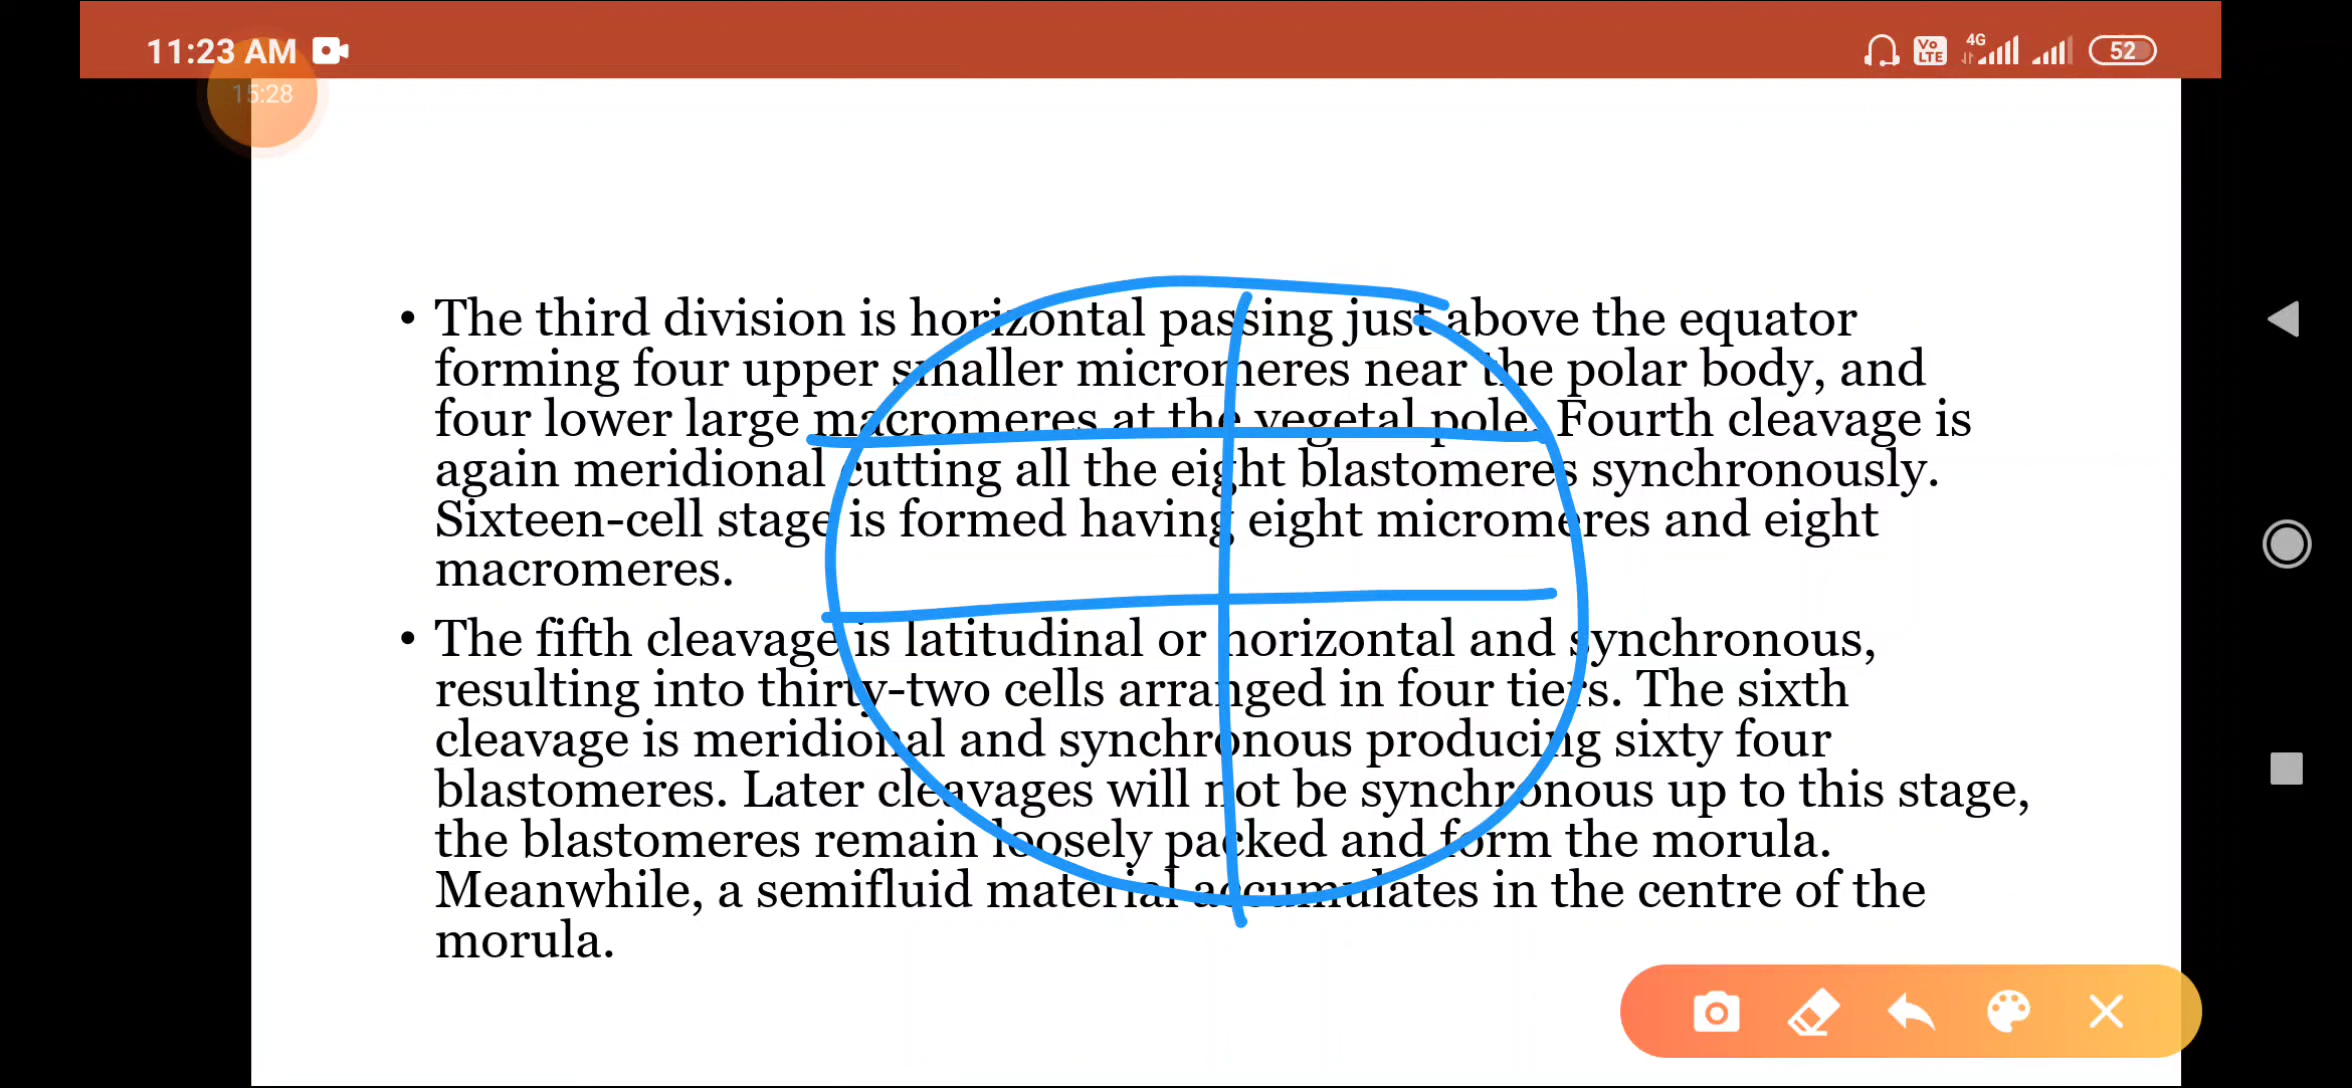 11:23 AM
4G
Vo
LTE
52
15:28
• The third division is horizontal passing just above the equator
forming four upper smaller micromeres near the polar body, and
four lower large macromeres at the vegetal pole. Fourth cleavage is
again meridional cutting all the eight blastomeres synchronously.
Sixteen-cell stage is formed having eight micromeres and eight
macromeres.
• The fifth cleavage is latitudinal or horizontal and synchronous,
resulting into thirty-two cells arranged in four tiers. The sixth
cleavage is meridional and synchronous producing sixty four
blastomeres. Later cleavages will not be synchronous up to this stage,
the blastomeres remain loosely packed and form the morula.
Meanwhile, a semifluid material accumulates in the centre of the
morula.